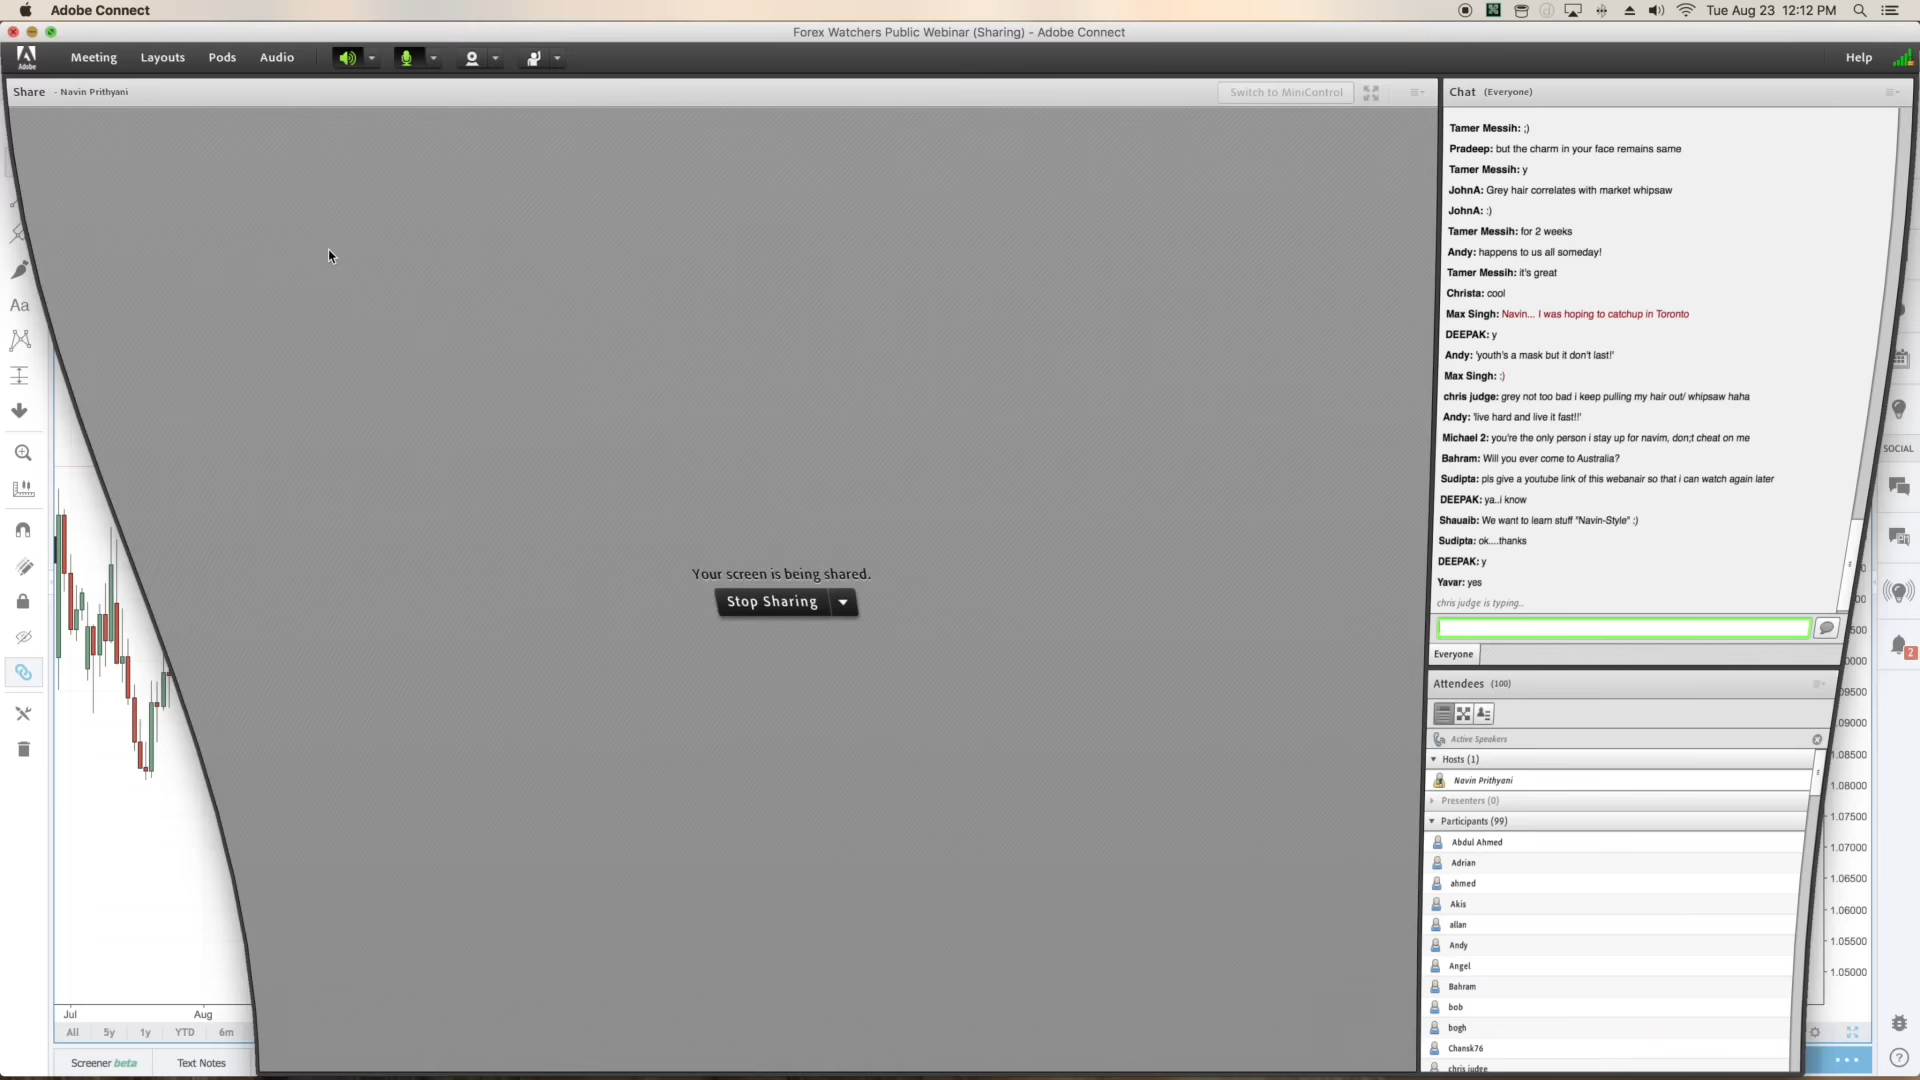 Adobe Connect
Tue Aug 23 12:12 PM
Forex Watchers Public Webinar (Sharing) - Adobe Connect
Adobe
Meeting
Layouts
Pods
Audio
Help
Share - Navin Prithyani
Switch to MiniControl
Your screen is being shared.
Stop Sharing
Chat (Everyone)
Tamer Messih: ;)
Pradeep: but the charm in your face remains same
Tamer Messih: y
JohnA: Grey hair correlates with market whipsaw
JohnA: :)
Tamer Messih: for 2 weeks
Andy: happens to us all someday!
Tamer Messih: it's great
Christa: cool
Max Singh: Navin... I was hoping to catchup in Toronto
DEEPAK: y
Andy: 'youth's a mask but it don't last!'
Max Singh: :)
chris judge: grey not too bad i keep pulling my hair out/ whipsaw haha
Andy: 'live hard and live it fast!!'
Michael 2: you're the only person i stay up for navim, don;t cheat on me
Bahram: Will you ever come to Australia?
Sudipta: pls give a youtube link of this webanair so that i can watch again later
DEEPAK: ya..i know
Shauaib: We want to learn stuff "Navin-Style" :)
Sudipta: ok....thanks
DEEPAK: y
Yavar: yes
chris judge is typing..
Everyone
Attendees (100)
Active Speakers
Hosts (1)
Navin Prithyani
Presenters (0)
Participants (99)
Abdul Ahmed
Adrian
ahmed
Akis
allan
Andy
Angel
Bahram
bob
bogh
Chansk76
chris judge
Aa
Jul
Aug
All
5y
1y
YTD
6m
Screener beta
Text Notes
SOCIAL
2
09500
.09000
.08500
1.08000
1.07500
1.07000
1.06500
1.06000
1.05500
1.05000